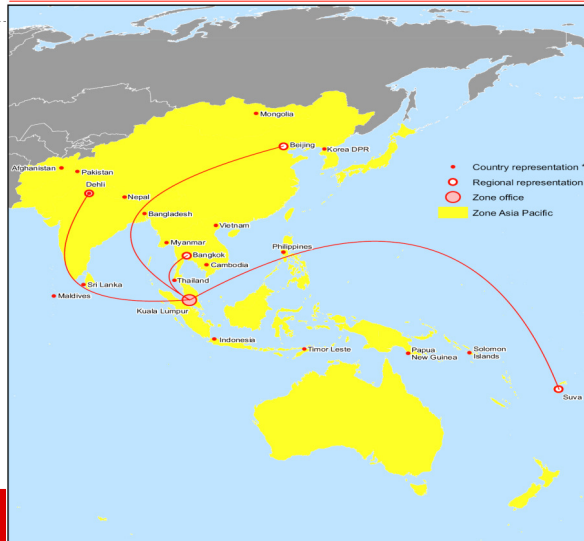 Mongolia
Beijing
Korea DPR
Afghanistan
Pakistan
Dehli
Nepal
Bangladesh
Vietnam
Myanmar
Philippines
Bangkok
Cambodia
Thailand
Sri Lanka
Maldives
Kuala Lumpur
Indonesia
Timor Leste
Papua
New Guinea
Solomon
Islands
Suva
Country representation
Regional representation
Zone office
Zone Asia Pacific